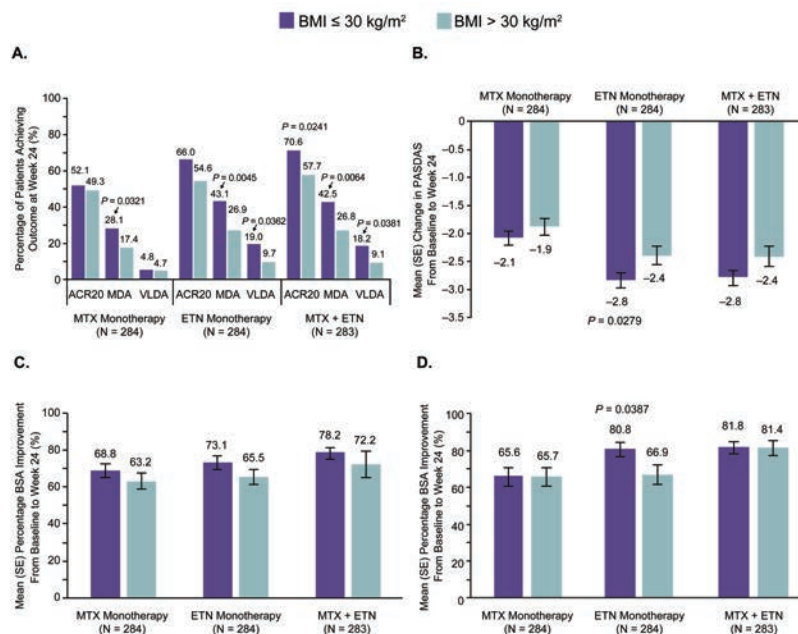 BMI ≤ 30 kg/m² BMI > 30 kg/m²
A.
Percentage of Patients Achieving
Outcome at Week 24 (%)
100
80
60
40
20
0
52.1
49.3
P = 0.0321
28.1
17.4
4.8
4.7
66.0
54.6
P = 0.0045
43.1
26.9
P = 0.0362
19.0
9.7
P = 0.0241
70.6
57.7
P = 0.0064
42.5
26.8
P = 0.0381
18.2
9.1
ACR20 MDA VLDA ACR20 MDA VLDA ACR20 MDA VLDA
MTX Monotherapy
(N = 284)
ETN Monotherapy
(N = 284)
MTX + ETN
(N = 283)
B.
MTX Monotherapy
(N = 284)
ETN Monotherapy
(N = 284)
MTX + ETN
(N = 283)
Mean (SE) Change in PASDAS
From Baseline to Week 24
0
−0.5
−1.0
−1.5
−2.0
−2.5
−3.0
−3.5
−2.1
−1.9
−2.8
−2.4
−2.8
−2.4
P = 0.0279
C.
Mean (SE) Percentage BSA Improvement
From Baseline to Week 24 (%)
100
80
60
40
20
0
68.8
63.2
73.1
65.5
78.2
72.2
MTX Monotherapy
(N = 284)
ETN Monotherapy
(N = 284)
MTX + ETN
(N = 283)
D.
Mean (SE) Percentage BSA Improvement
From Baseline to Week 24 (%)
100
80
60
40
20
0
65.6
65.7
P = 0.0387
80.8
66.9
81.8
81.4
MTX Monotherapy
(N = 284)
ETN Monotherapy
(N = 284)
MTX + ETN
(N = 283)